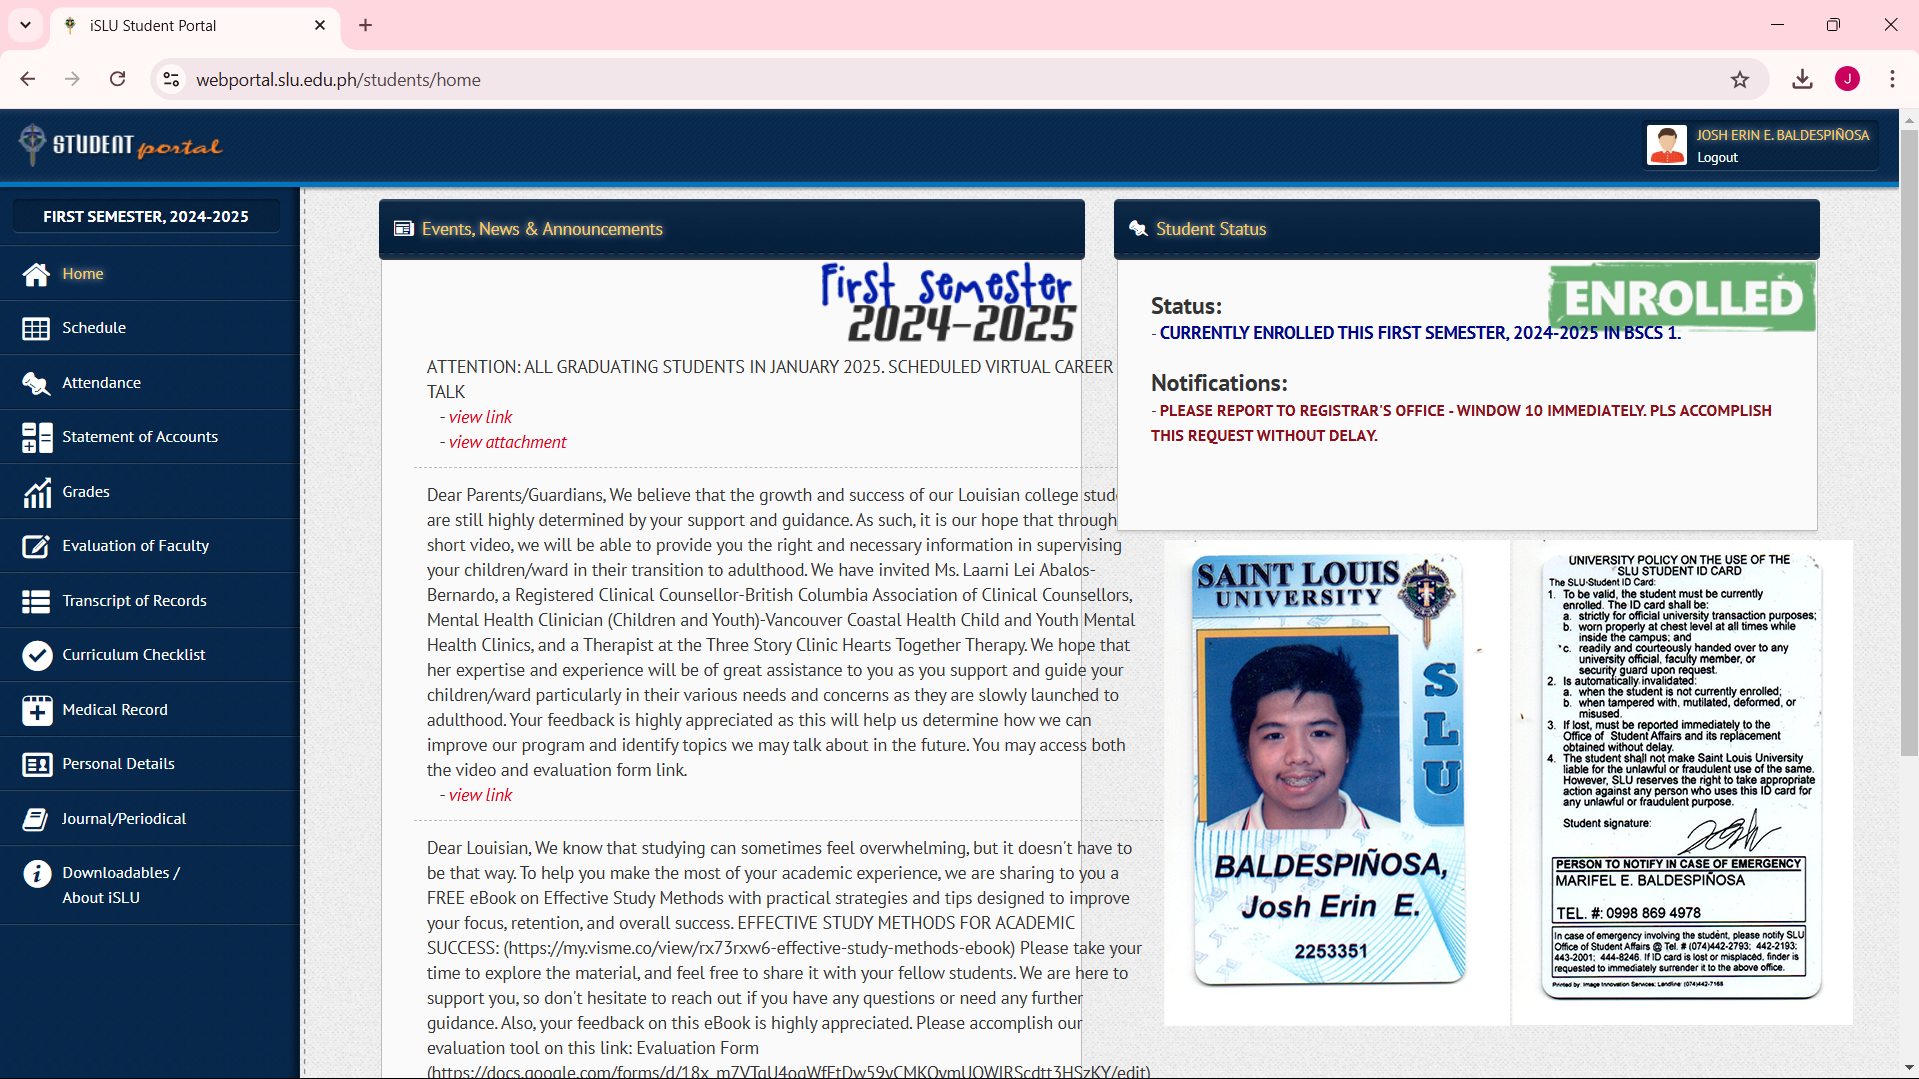 iSLU Student Portal
webportal.slu.edu.ph/students/home
J
STUDENT portal
JOSH ERIN E. BALDESPIÑOSA
Logout
FIRST SEMESTER, 2024-2025
Home
Schedule
Attendance
Statement of Accounts
Grades
Evaluation of Faculty
Transcript of Records
Curriculum Checklist
Medical Record
Personal Details
Journal/Periodical
Downloadables /
About iSLU
Events, News & Announcements
First semester
2024-2025
ATTENTION: ALL GRADUATING STUDENTS IN JANUARY 2025. SCHEDULED VIRTUAL CAREER
TALK
- view link
- view attachment
Dear Parents/Guardians, We believe that the growth and success of our Louisian college stude
are still highly determined by your support and guidance. As such, it is our hope that through
short video, we will be able to provide you the right and necessary information in supervising
your children/ward in their transition to adulthood. We have invited Ms. Laarni Lei Abalos-
Bernardo, a Registered Clinical Counsellor-British Columbia Association of Clinical Counsellors,
Mental Health Clinician (Children and Youth)-Vancouver Coastal Health Child and Youth Mental
Health Clinics, and a Therapist at the Three Story Clinic Hearts Together Therapy. We hope that
her expertise and experience will be of great assistance to you as you support and guide your
children/ward particularly in their various needs and concerns as they are slowly launched to
adulthood. Your feedback is highly appreciated as this will help us determine how we can
improve our program and identify topics we may talk about in the future. You may access both
the video and evaluation form link.
- view link
Dear Louisian, We know that studying can sometimes feel overwhelming, but it doesn't have to
be that way. To help you make the most of your academic experience, we are sharing to you a
FREE eBook on Effective Study Methods with practical strategies and tips designed to improve
your focus, retention, and overall success. EFFECTIVE STUDY METHODS FOR ACADEMIC
SUCCESS: (https://my.visme.co/view/rx73rxw6-effective-study-methods-ebook) Please take your
time to explore the material, and feel free to share it with your fellow students. We are here to
support you, so don't hesitate to reach out if you have any questions or need any further
guidance. Also, your feedback on this eBook is highly appreciated. Please accomplish our
evaluation tool on this link: Evaluation Form
Student Status
ENROLLED
Status:
- CURRENTLY ENROLLED THIS FIRST SEMESTER, 2024-2025 IN BSCS 1.
Notifications:
- PLEASE REPORT TO REGISTRAR'S OFFICE - WINDOW 10 IMMEDIATELY. PLS ACCOMPLISH
THIS REQUEST WITHOUT DELAY.
SAINT LOUIS
UNIVERSITY
SLU
BALDESPIÑOSA,
Josh Erin E.
2253351
UNIVERSITY POLICY ON THE USE OF THE
SLU STUDENT ID CARD
The SLU-Student ID Card:
1. To be valid, the student must be currently
enrolled. The ID card shall be:
a. strictly for official university transaction purposes;
b. worn properly at chest level at all times while
inside the campus; and
c. readily and courteously handed over to any
university official, faculty member, or
security guard upon request.
2. Is automatically invalidated:
a. when the student is not currently enrolled;
b. when tampered with, mutilated, deformed, or
misused.
3. If lost, must be reported immediately to the
Office of Student Affairs and its replacement
obtained without delay.
4. The student shall not make Saint Louis University
liable for the unlawful or fraudulent use of the same.
However, SLU reserves the right to take appropriate
action against any person who uses this ID card for
any unlawful or fraudulent purpose.
Student signature:
PERSON TO NOTIFY IN CASE OF EMERGENCY
MARIFEL E. BALDESPIÑOSA
TEL. #: 0998 869 4978
In case of emergency involving the student, please notify SLU
Office of Student Affairs @ Tel. # (074)442-2793; 442-2193;
443-2001; 444-8246. If ID card is lost or misplaced, finder is
requested to immediately surrender it to the above office.
Printed by: Image Innovation Services; Landline: (074)442-7168